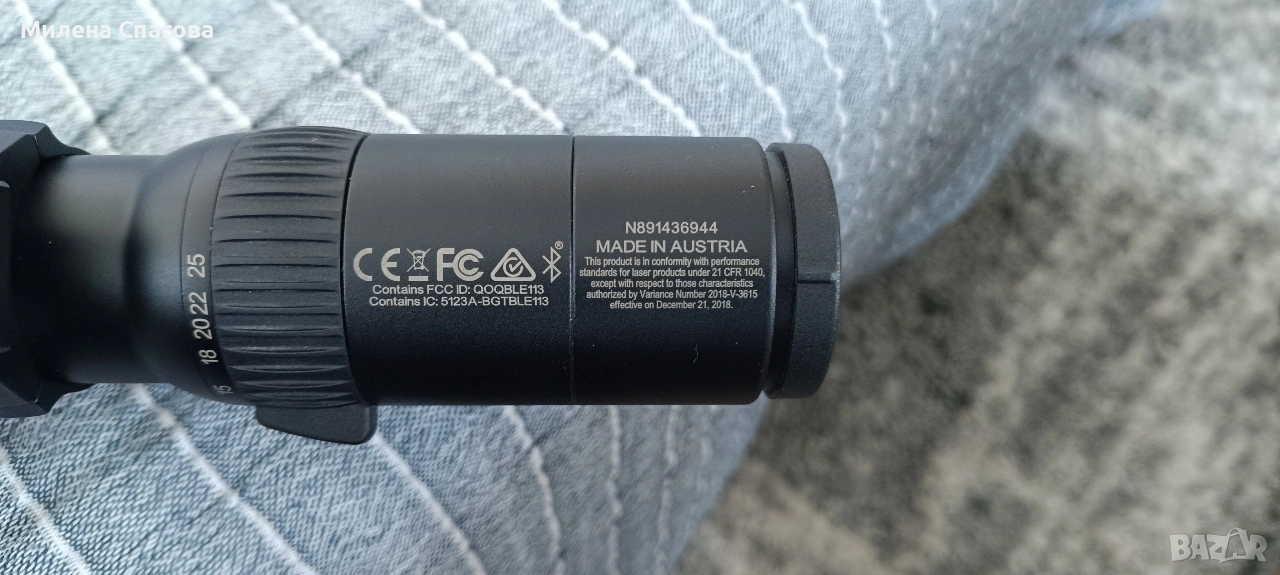 Милена Спасова
25
22
20
18
15
CE FC ®
Contains FCC ID: QOQBLE113
Contains IC: 5123A-BGTBLE113
N891436944
MADE IN AUSTRIA
This product is in conformity with performance
standards for laser products under 21 CFR 1040,
except with respect to those characteristics
authorized by Variance Number 2018-V-3615
effective on December 21, 2018.
BAZAR